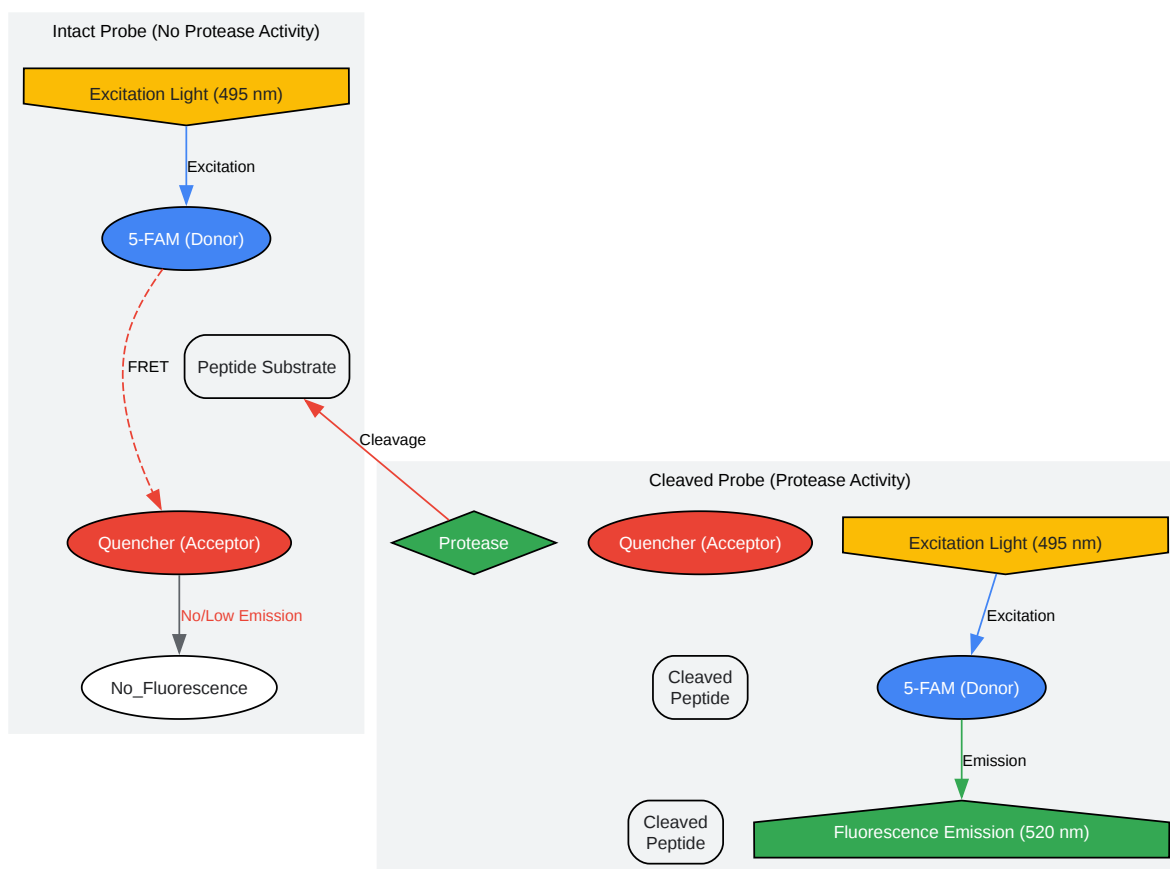 Intact Probe (No Protease Activity)
Excitation Light (495 nm)
Excitation
5-FAM (Donor)
FRET
Peptide Substrate
Cleavage
Quencher (Acceptor)
No/Low Emission
No_Fluorescence
Cleaved Probe (Protease Activity)
Protease
Quencher (Acceptor)
Excitation Light (495 nm)
Excitation
Cleaved
Peptide
5-FAM (Donor)
Emission
Cleaved
Peptide
Fluorescence Emission (520 nm)